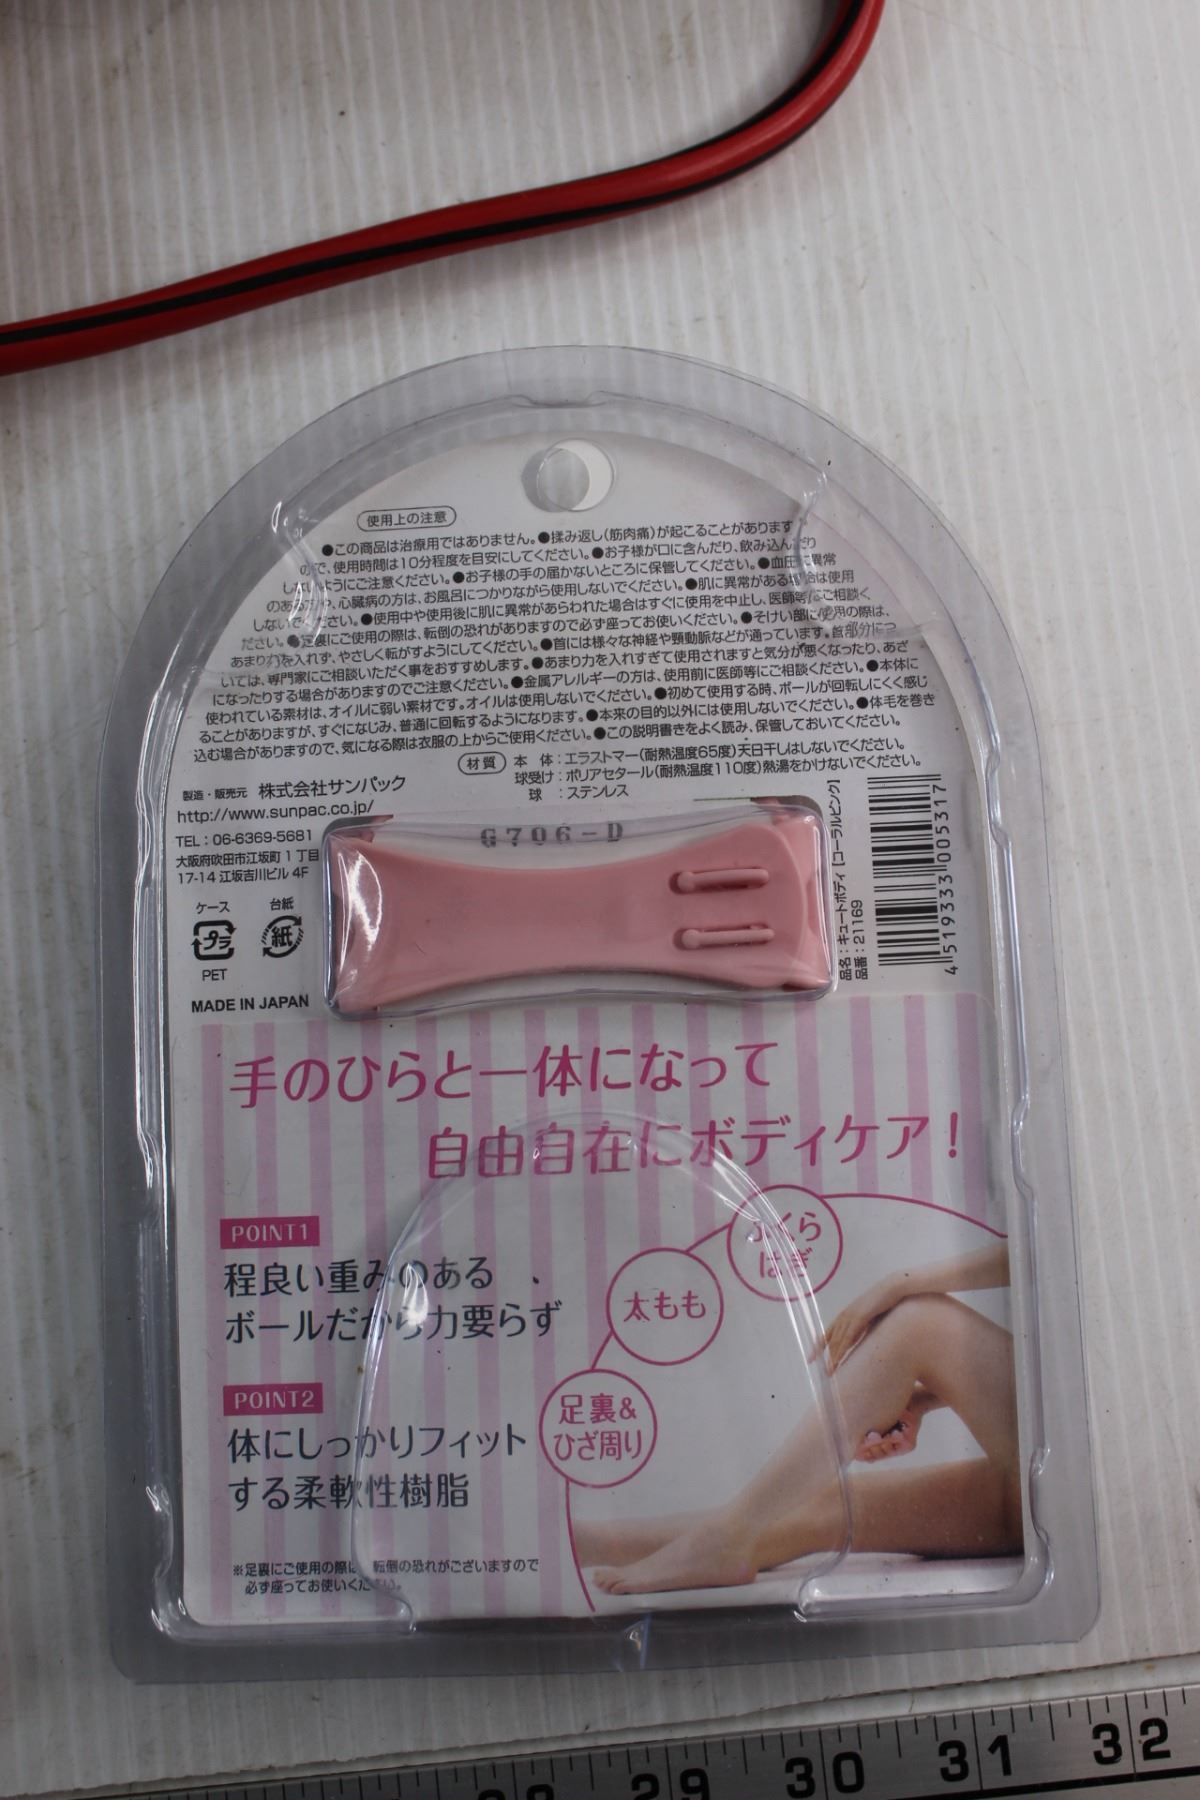 使用上の注意
●この商品は治療用ではありません。●揉み返し(筋肉痛)が起こることがあります
ので、使用時間は10分程度を目安にしてください。●お子様が口に含んだり、飲み込んだり
しないようにご注意ください。●お子様の手の届かないところに保管してください。●血圧に異常
のある方や、心臓病の方は、お風呂につかりながら使用しないでください。●肌に異常がある場合は使用
しないでください。●使用中や使用後に肌に異常があらわれた場合はすぐに使用を中止し、医師等にご相談く
ださい。●足裏にご使用の際は、転倒の恐れがありますので必ず座ってお使いください。●そけい部に使用の際は、
あまり力を入れず、やさしく転がすようにしてください。●首には様々な神経や頸動脈などが通っています。首部分につ
いては、専門家にご相談いただく事をおすすめします。●あまり力を入れすぎて使用されますと気分が悪くなったり、あざ
になったりする場合がありますのでご注意ください。●金属アレルギーの方は、使用前に医師等にご相談ください。●本体に
使われている素材は、オイルに弱い素材です。オイルは使用しないでください。●初めて使用する時、ボールが回転しにくく感じ
ることがありますが、すぐになじみ、普通に回転するようになります。●本来の目的以外には使用しないでください。●体毛を巻き
込む場合がありますので、気になる際は衣服の上からご使用ください。●この説明書きをよく読み、保管しておいてください。
材質 本 体 : エラストマー(耐熱温度65度)天日干しはしないでください。
球受け : ポリアセタール(耐熱温度110度)熱湯をかけないでください。
球 : ステンレス
製造・販売元 株式会社サンパック
http://www.sunpac.co.jp/
TEL : 06-6369-5681
大阪府吹田市江坂町1丁目
17-14 江坂吉川ビル 4F
ケース 台紙
プラ 紙
PET
MADE IN JAPAN
G706-D
品名 : キュートボディ【コーラルピンク】
品番 : 21169
4 519333 005317
手のひらと一体になって
自由自在にボディケア!
POINT1
程良い重みのある
ボールだから力要らず
POINT2
体にしっかりフィット
する柔軟性樹脂
ふくら
はぎ
太もも
足裏&
ひざ周り
※足裏にご使用の際は、転倒の恐れがございますので
必ず座ってお使いください。
29 30 31 32